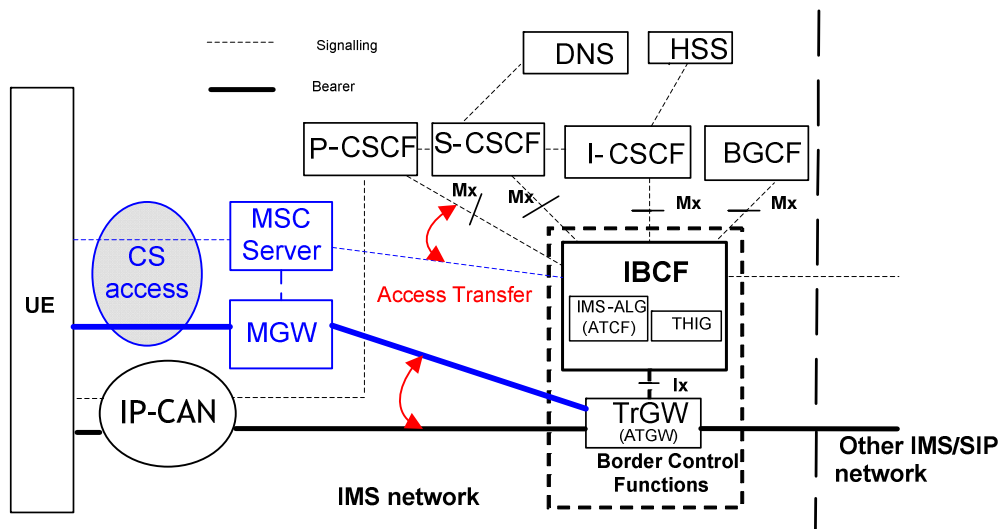 Signalling
Bearer
DNS
HSS
P-CSCF
S-CSCF
I-CSCF
BGCF
Mx
Mx
Mx
Mx
MSC
Server
CS
access
UE
Access Transfer
IBCF
IMS-ALG
(ATCF)
THIG
MGW
Ix
IP-CAN
TrGW
(ATGW)
Border Control
Functions
Other IMS/SIP
network
IMS network